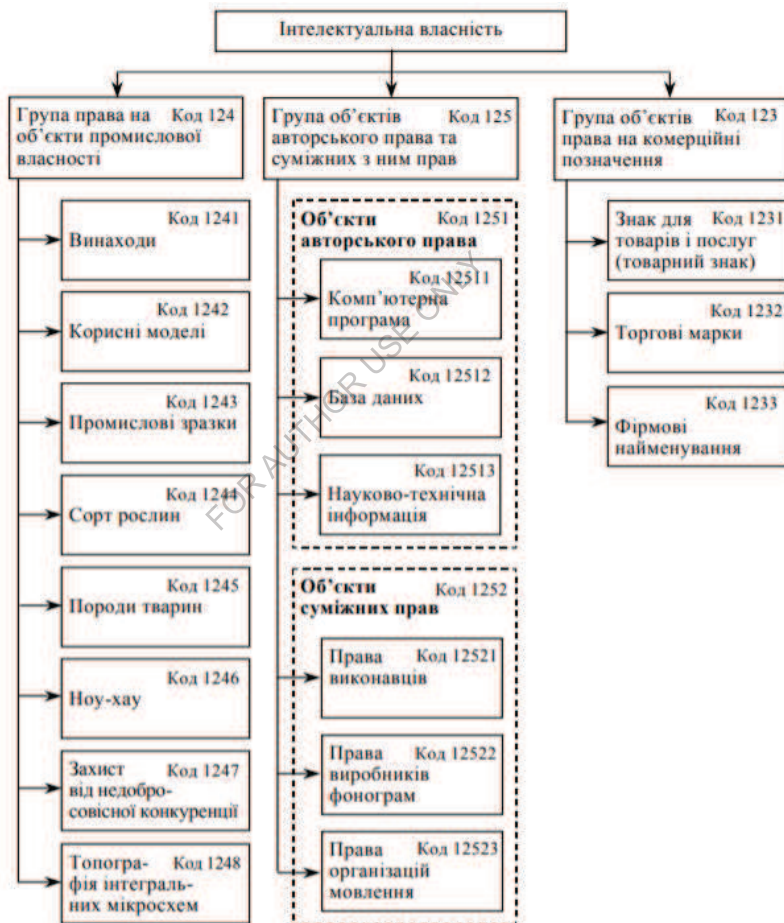 Інтелектуальна власність
Група права на Код 124
об’єкти промислової
власності
Код 1241
Винаходи
Код 1242
Корисні моделі
Код 1243
Промислові зразки
Код 1244
Сорт рослин
Код 1245
Породи тварин
Код 1246
Ноу-хау
Захист Код 1247
від недобро-
совісної конкуренції
Топогра- Код 1248
фія інтеграль-
них мікросхем
Група об’єктів Код 125
авторського права та
суміжних з ним прав
Об’єкти Код 1251
авторського права
Код 12511
Комп’ютерна
програма
Код 12512
База даних
Код 12513
Науково-технічна
інформація
Об’єкти Код 1252
суміжних прав
Права Код 12521
виконавців
Права Код 12522
виробників
фонограм
Права Код 12523
організацій
мовлення
Група об’єктів Код 123
права на комерційні
позначення
Знак для Код 1231
товарів і послуг
(товарний знак)
Код 1232
Торгові марки
Код 1233
Фірмові
найменування
FOR AUTHOR USE ONLY